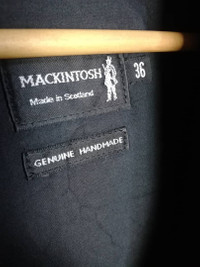 MACKINTOSH 36
Made in Scotland
GENUINE HANDMADE